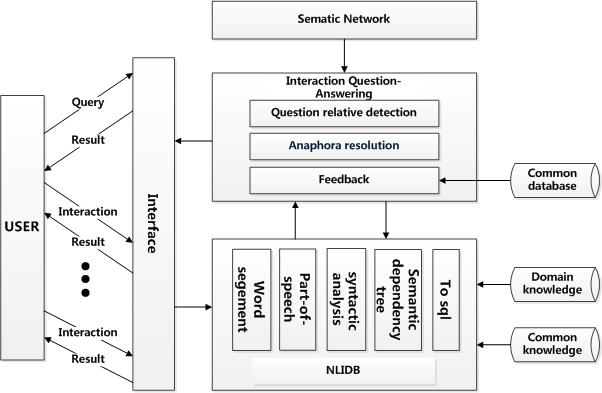 Sematic Network
Interaction Question-
Answering
Question relative detection
Anaphora resolution
Feedback
Common
database
Query
Result
Interaction
Result
Interaction
Result
USER
Interface
Word
segement
Part-of-
speech
syntactic
analysis
Semantic
dependency
tree
To sql
NLIDB
Domain
knowledge
Common
knowledge